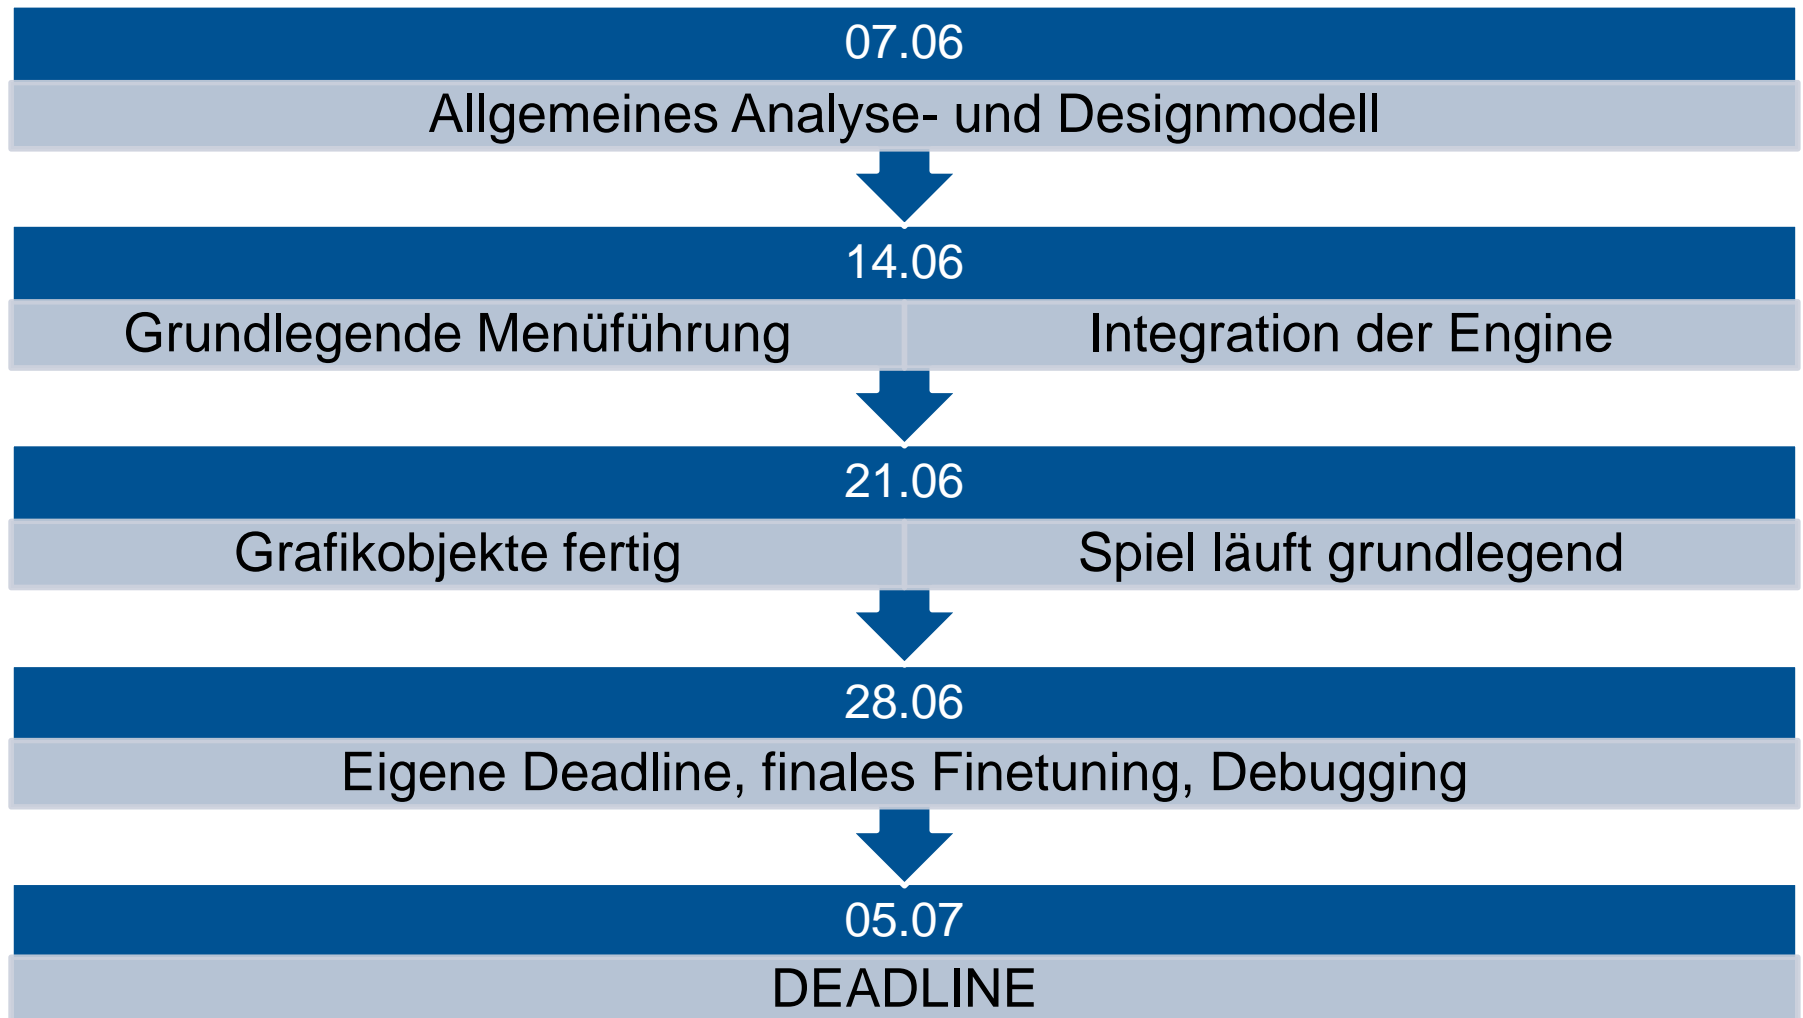 07.06
Allgemeines Analyse- und Designmodell
14.06
Grundlegende Menüführung
Integration der Engine
21.06
Grafikobjekte fertig
Spiel läuft grundlegend
28.06
Eigene Deadline, finales Finetuning, Debugging
05.07
DEADLINE